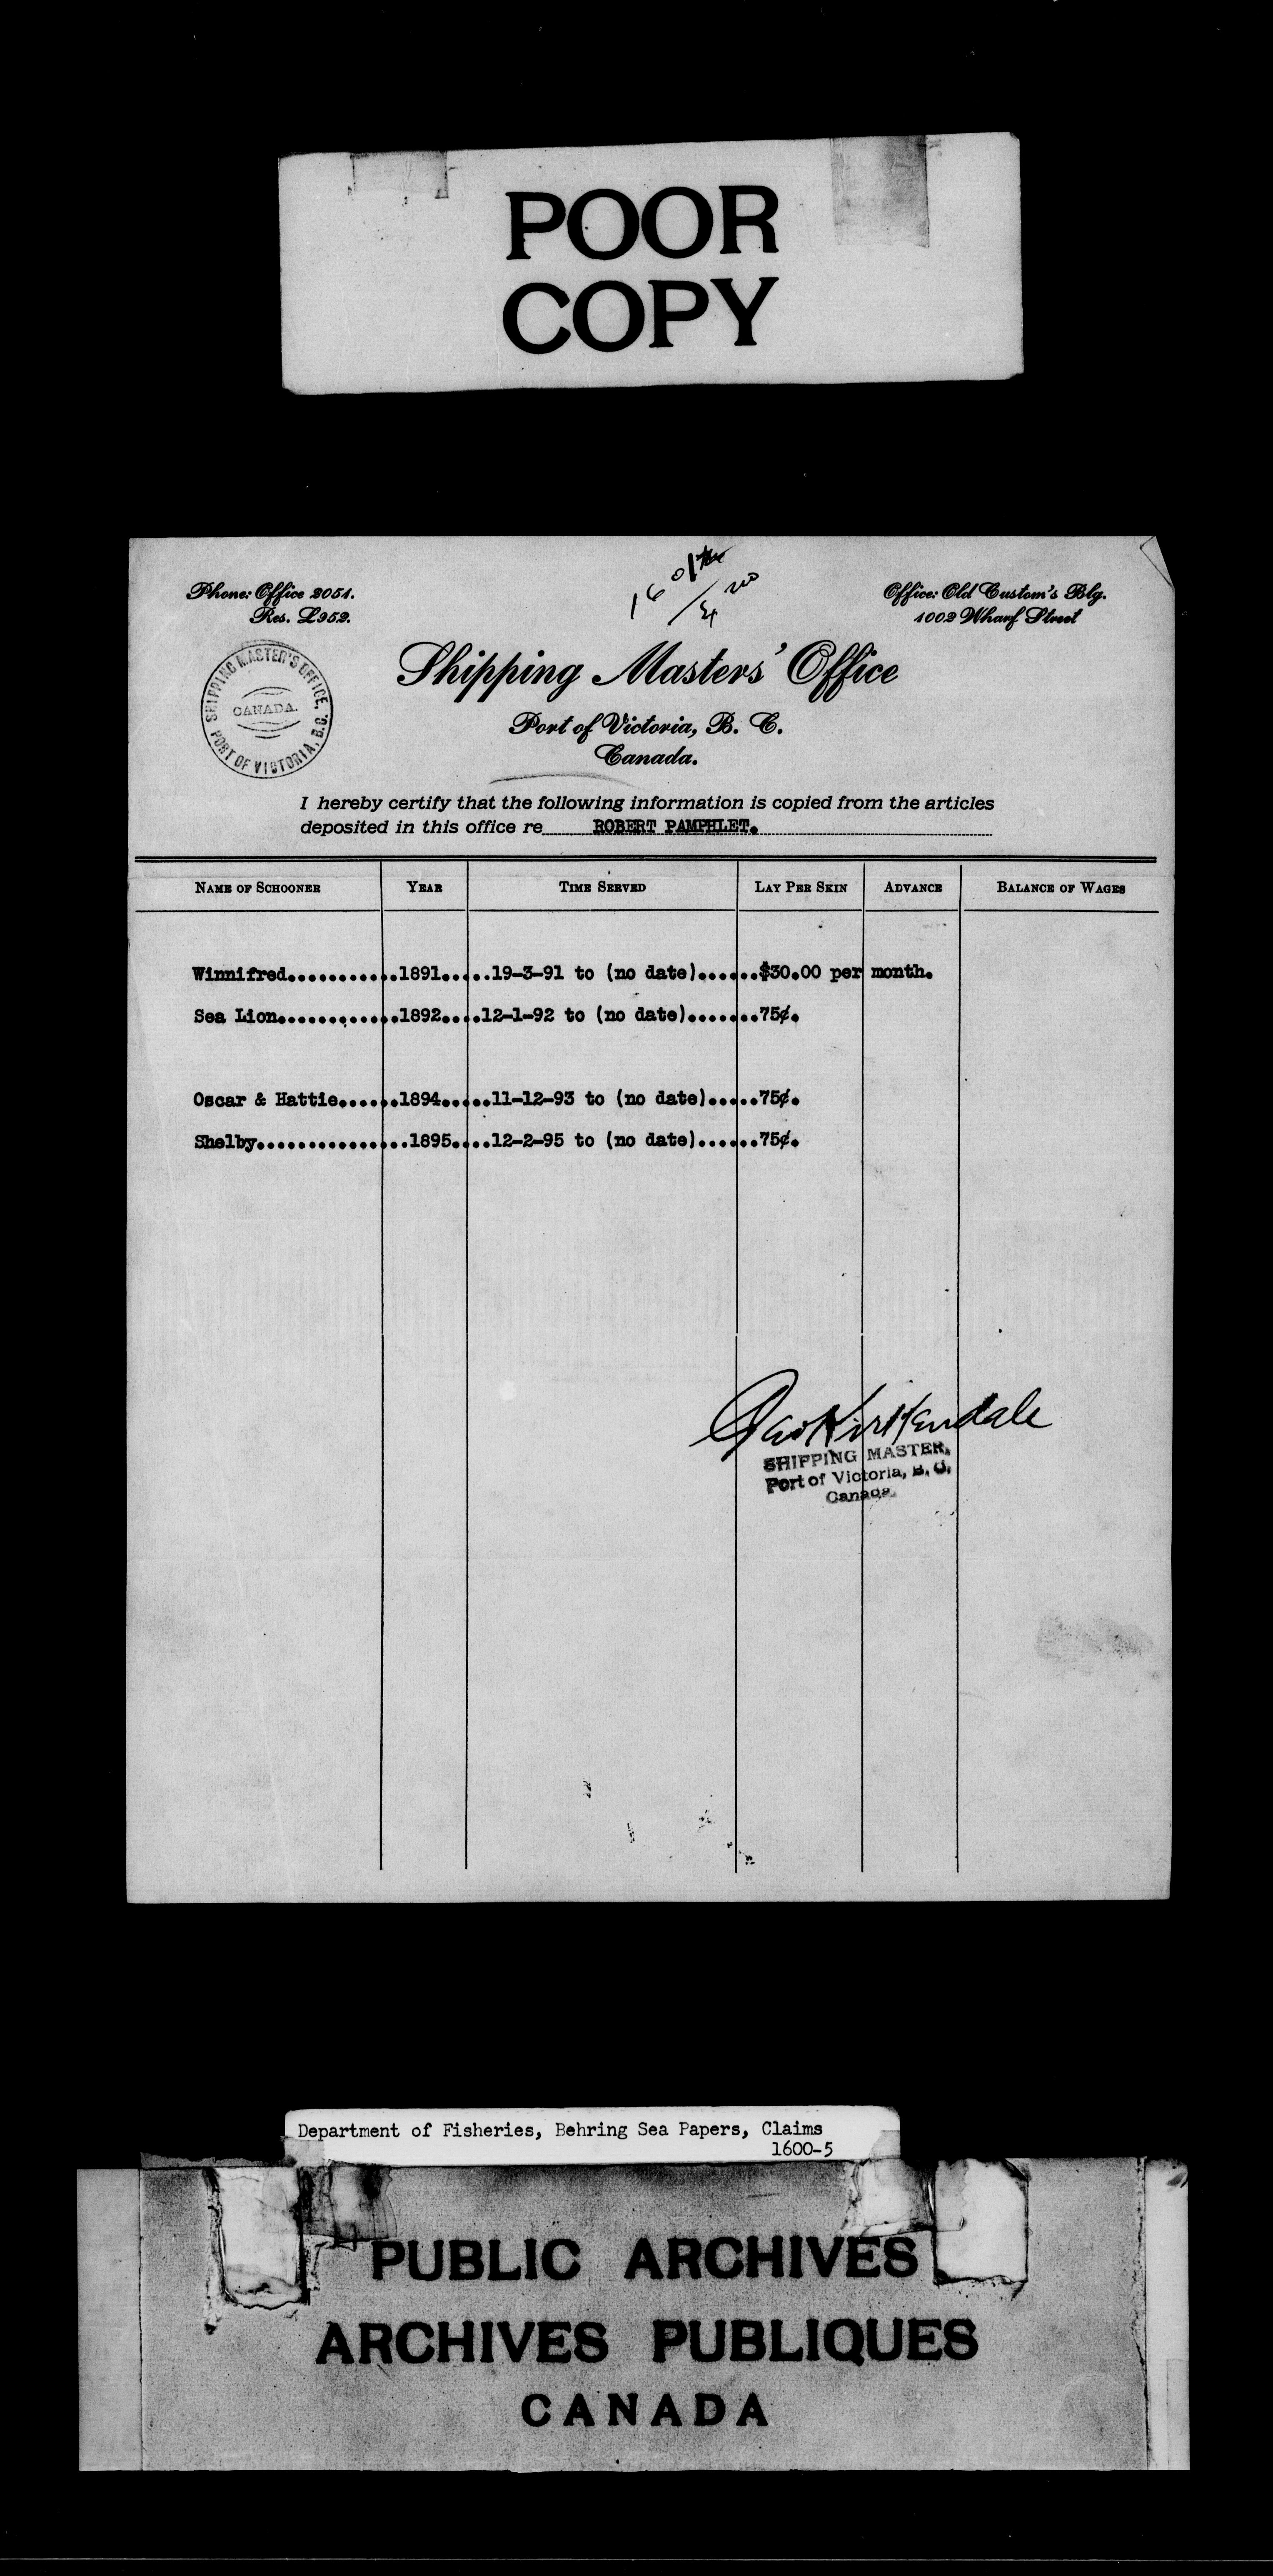 POOR
COPY
Phone: Office 2051.
Res. L952.
Office: Old Custom's Blg.
1002 Wharf Street
SHIPPING MASTER'S OFFICE,
CANADA.
PORT OF VICTORIA, B.C.
Shipping Masters' Office
Port of Victoria, B. C.
Canada.
I hereby certify that the following information is copied from the articles
deposited in this office re ROBERT PAMPHLET.
NAME OF SCHOONER YEAR TIME SERVED LAY PER SKIN ADVANCE BALANCE OF WAGES
Winnifred...........1891.....19-3-91 to (no date)......$30.00 per month.
Sea Lion............1892....12-1-92 to (no date).......75¢.
Oscar & Hattie......1894.....11-12-93 to (no date).....75¢.
Shelby...............1895....12-2-95 to (no date)......75¢.
Kirkendale
SHIPPING MASTER,
Port of Victoria, B. C.
Canada.
Department of Fisheries, Behring Sea Papers, Claims
1600-5
PUBLIC ARCHIVES
ARCHIVES PUBLIQUES
CANADA